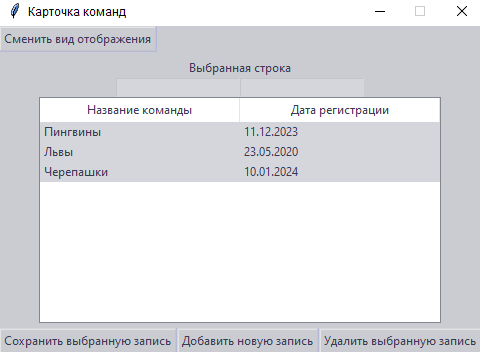 Карточка команд
Сменить вид отображения
Выбранная строка
Название команды Дата регистрации
Пингвины 11.12.2023
Львы 23.05.2020
Черепашки 10.01.2024
Сохранить выбранную запись Добавить новую запись Удалить выбранную запись